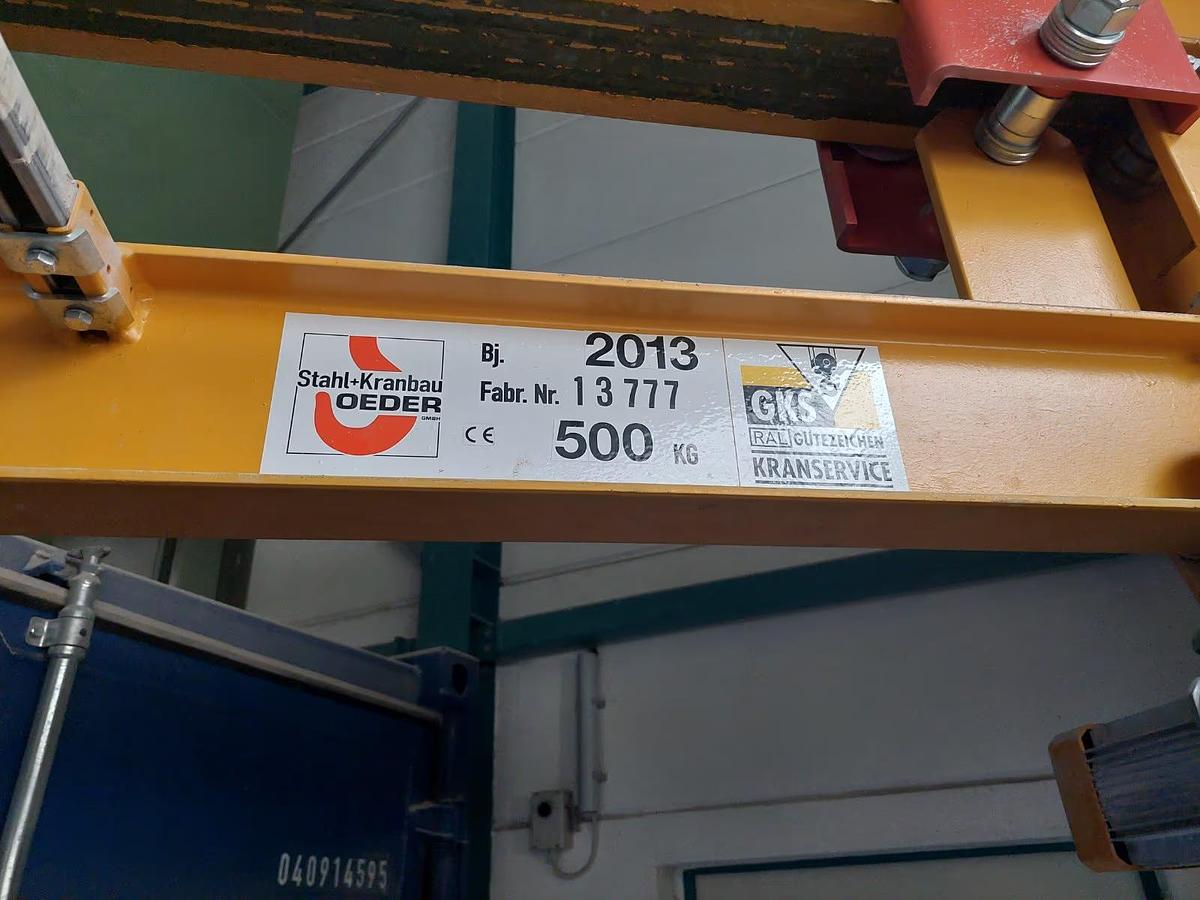 Stahl+Kranbau
OEDER
GMBH
Bj. 2013
Fabr. Nr. 13 777
CE 500 KG
GKS
RAL GÜTEZEICHEN
KRANSERVICE
040914595